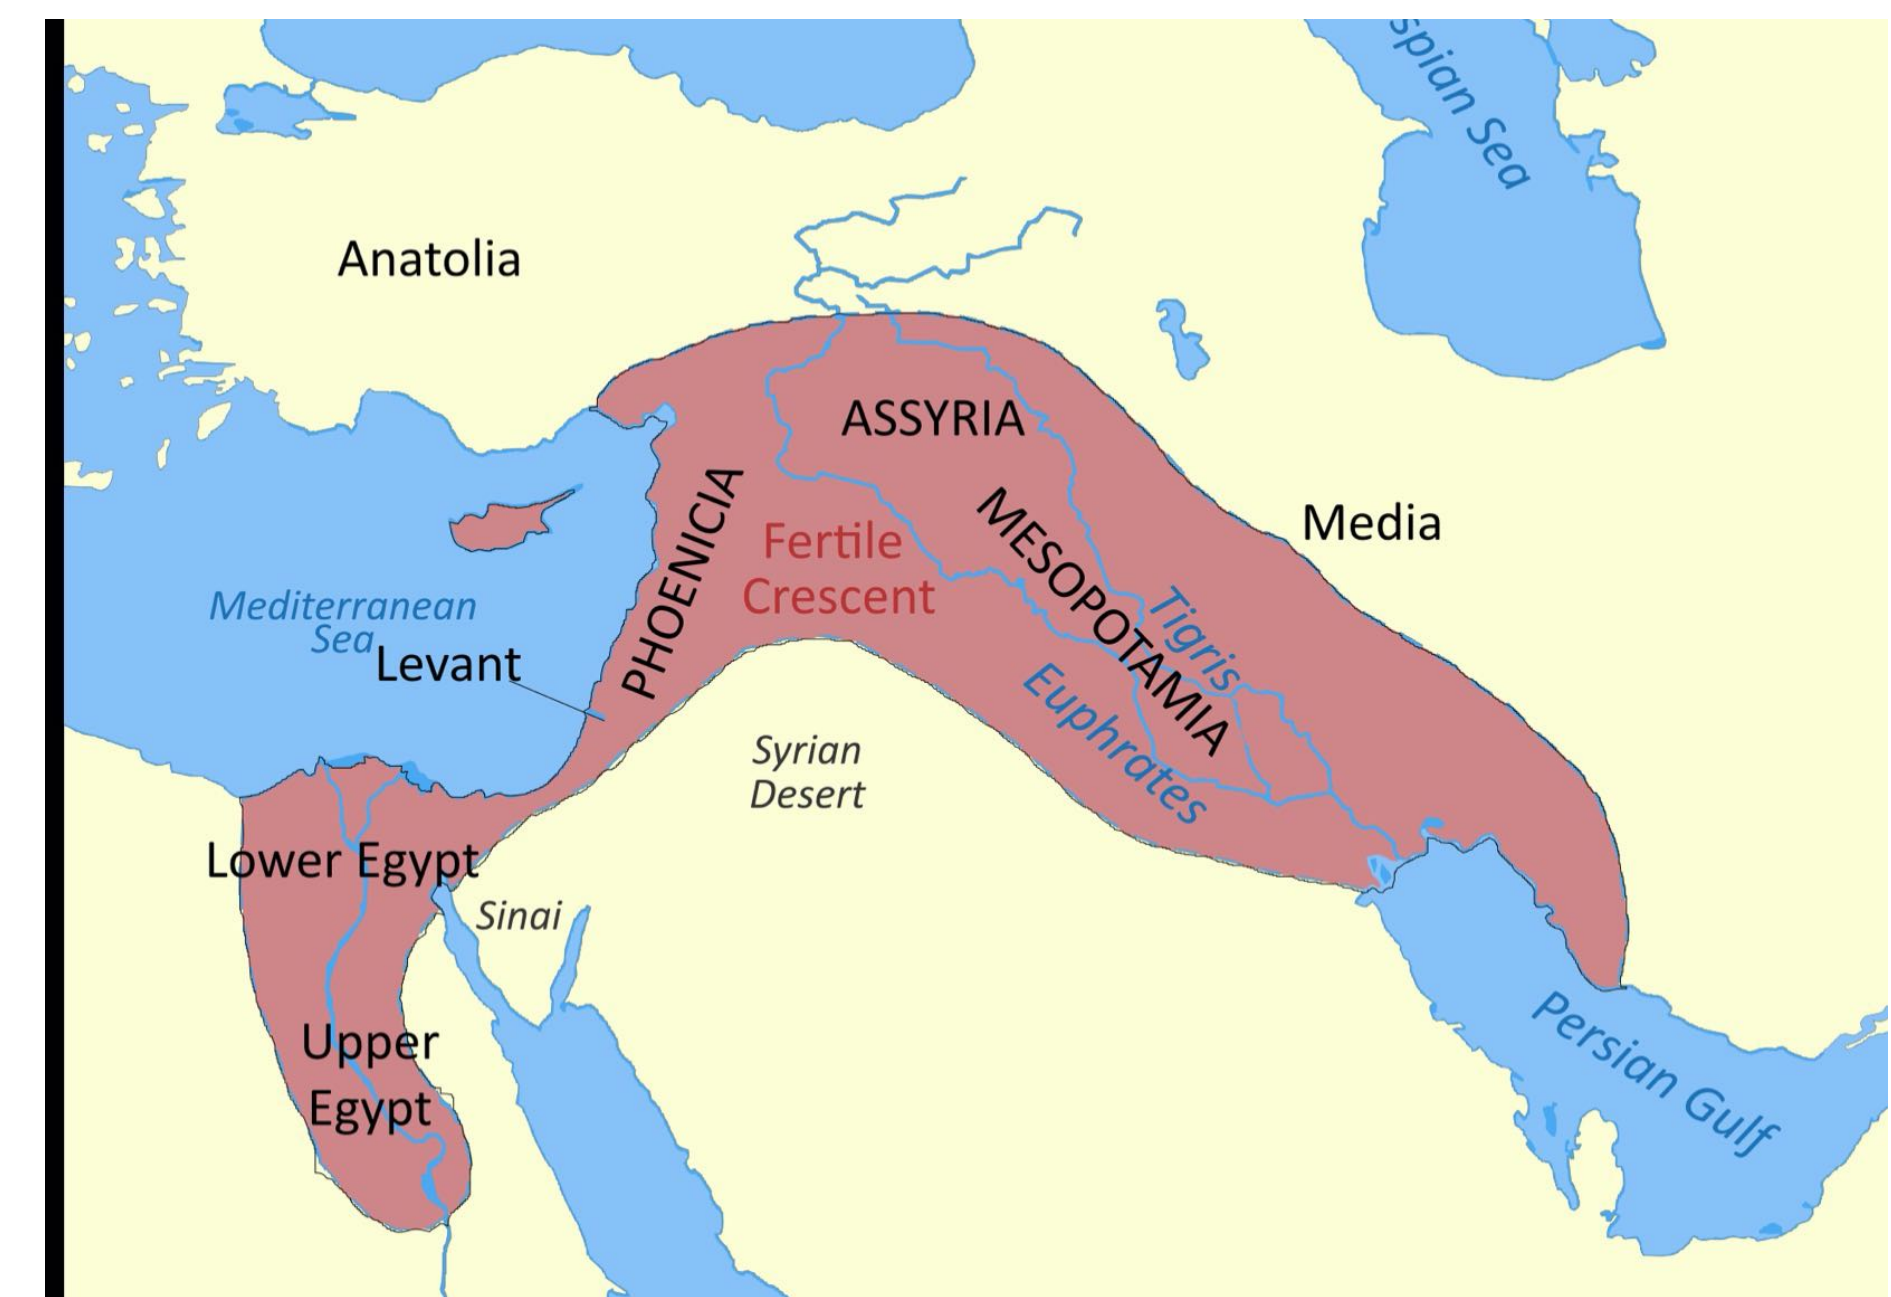 spian Sea
Anatolia
ASSYRIA
PHOENICIA
Fertile
Crescent
MESOPOTAMIA
Media
Mediterranean
Sea
Levant
Tigris
Euphrates
Syrian
Desert
Lower Egypt
Sinai
Upper
Egypt
Persian Gulf